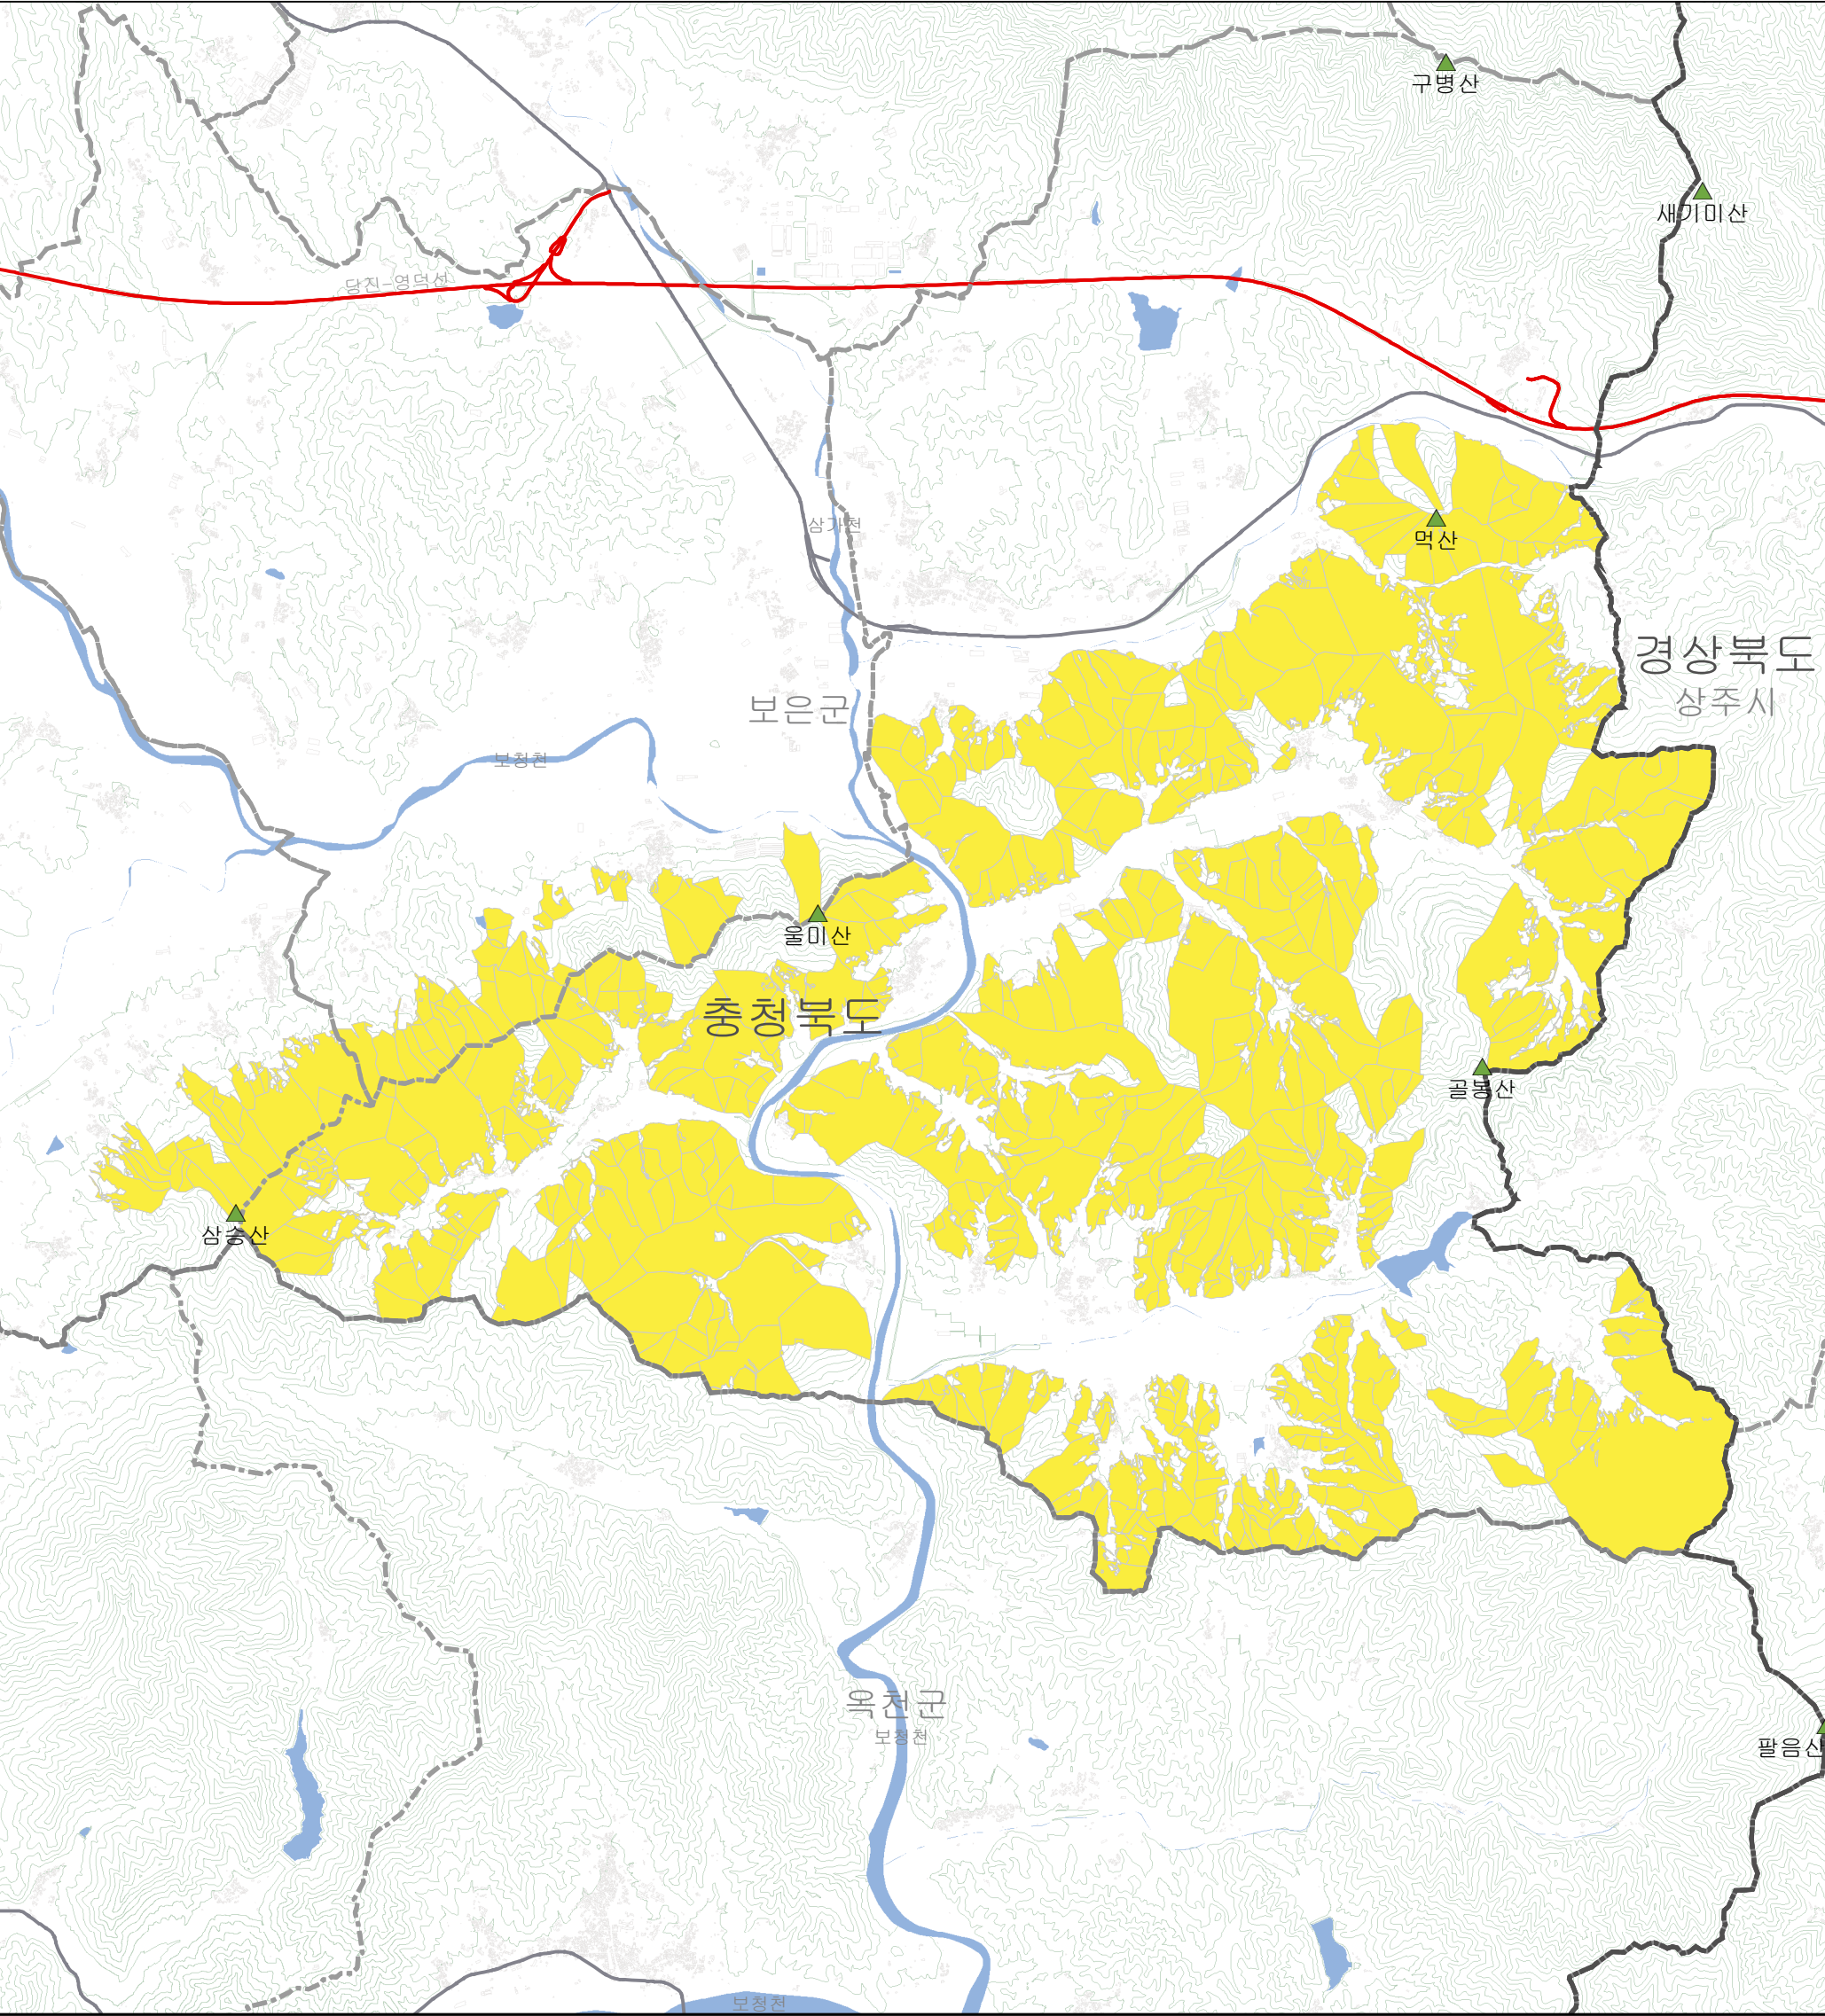 구병산
새기미산
당진-영덕선
삼가천
먹산
경상북도
상주시
보은군
보청천
울미산
충청북도
골봉산
삼승산
옥천군
보청천
팔음산
보청천